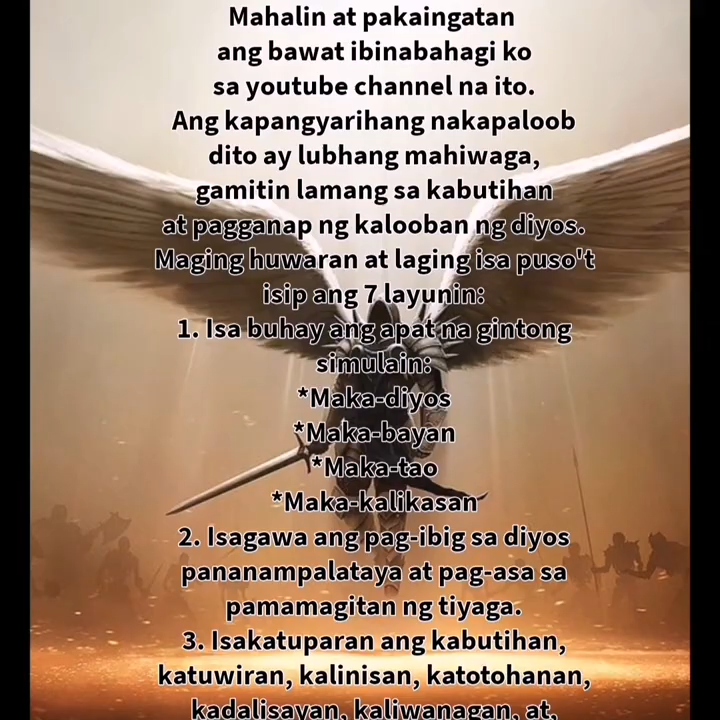 Mahalin at pakaingatan
ang bawat ibinabahagi ko
sa youtube channel na ito.
Ang kapangyarihang nakapaloob
dito ay lubhang mahiwaga,
gamitin lamang sa kabutihan
at pagganap ng kalooban ng diyos.
Maging huwaran at laging isa puso't
isip ang 7 layunin:
1. Isa buhay ang apat na gintong
simulain:
*Maka-diyos
*Maka-bayan
*Maka-tao
*Maka-kalikasan
2. Isagawa ang pag-ibig sa diyos
pananampalataya at pag-asa sa
pamamagitan ng tiyaga.
3. Isakatuparan ang kabutihan,
katuwiran, kalinisan, katotohanan,
kadalisayan, kaliwanagan, at,